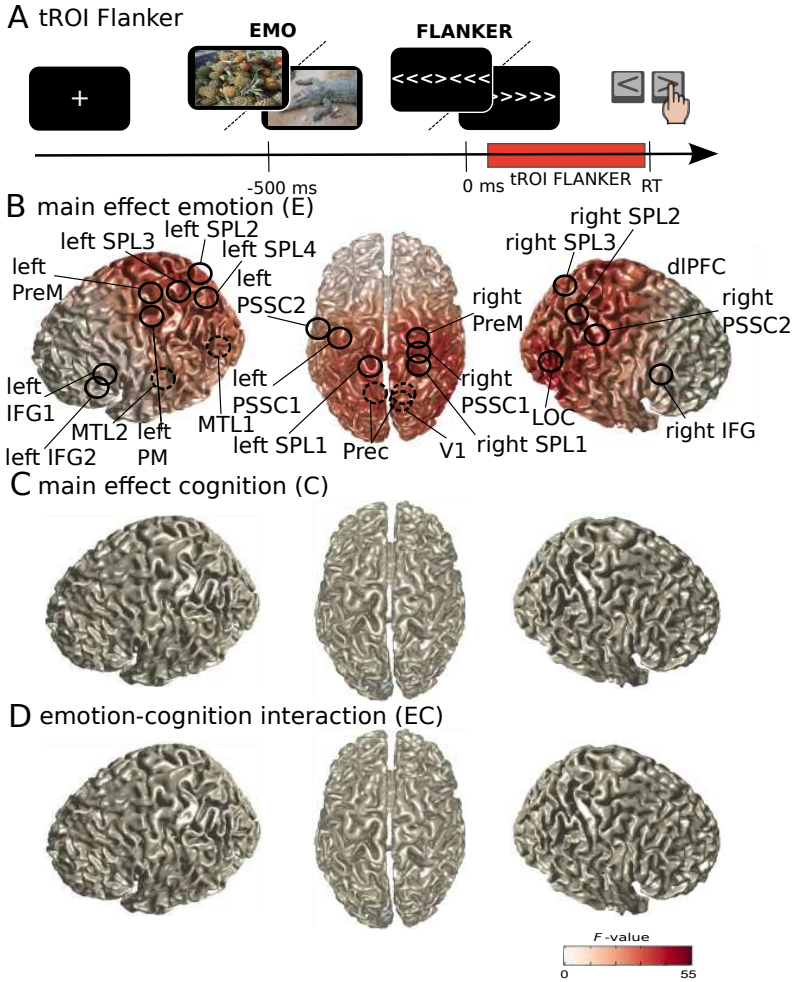 A tROI Flanker
EMO
FLANKER
+
<<<><<<
>>>>>
< >
-500 ms
0 ms
tROI FLANKER
RT
B main effect emotion (E)
left SPL2
left SPL3
left SPL4
left
PreM
left
PSSC2
left
IFG1
MTL2
left IFG2
left
PM
MTL1
left
PSSC1
left SPL1
Prec
V1
right
PreM
right
PSSC1
right SPL1
right SPL2
right SPL3
dlPFC
right
PSSC2
LOC
right IFG
C main effect cognition (C)
D emotion-cognition interaction (EC)
F-value
0
55